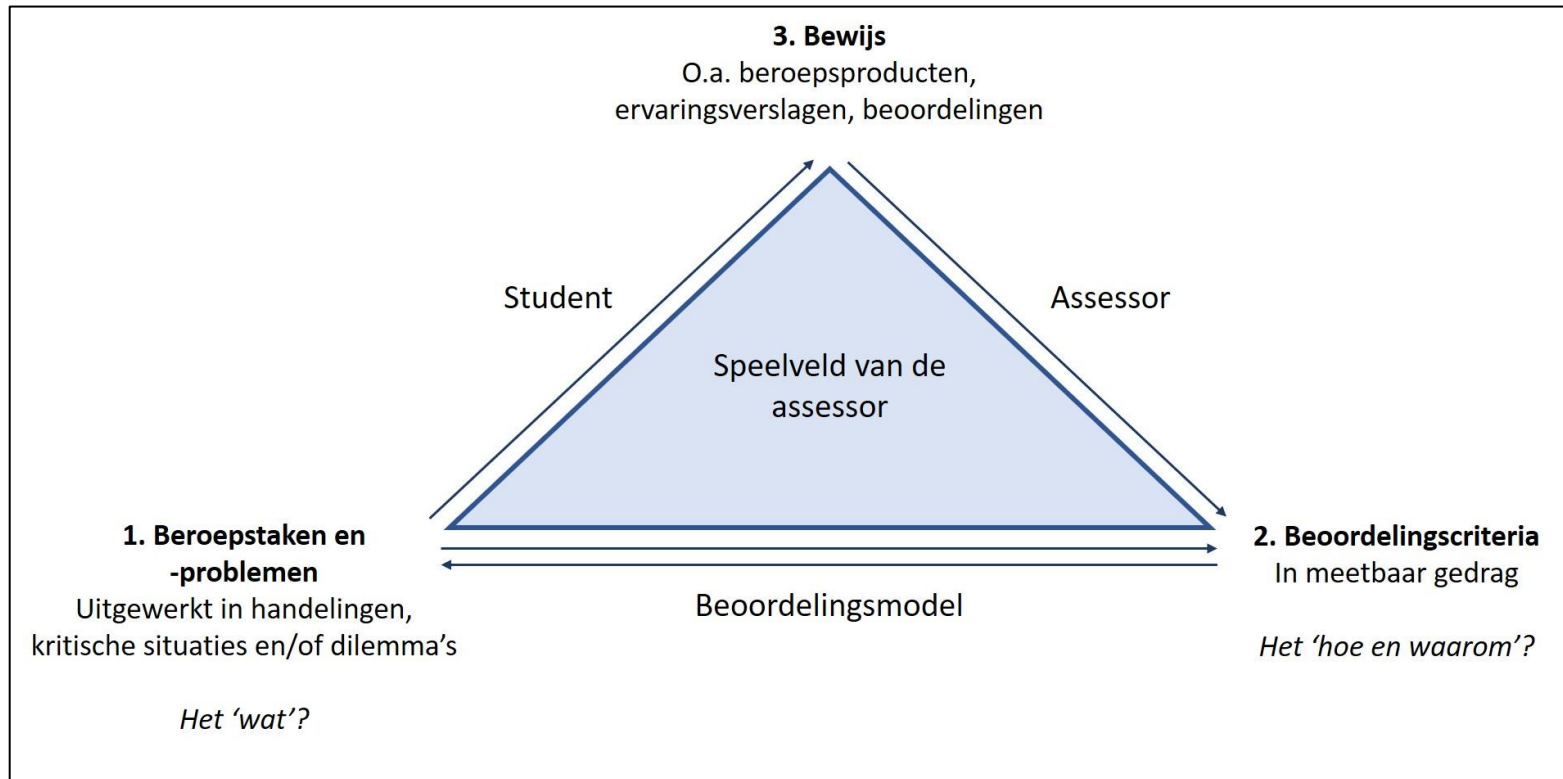 3. Bewijs
O.a. beroepsproducten,
ervaringsverslagen, beoordelingen
Student
Assessor
Speelveld van de
assessor
1. Beroepstaken en
-problemen
Uitgewerkt in handelingen,
kritische situaties en/of dilemma's
Het ‘wat’?
Beoordelingsmodel
2. Beoordelingscriteria
In meetbaar gedrag
Het ‘hoe en waarom’?